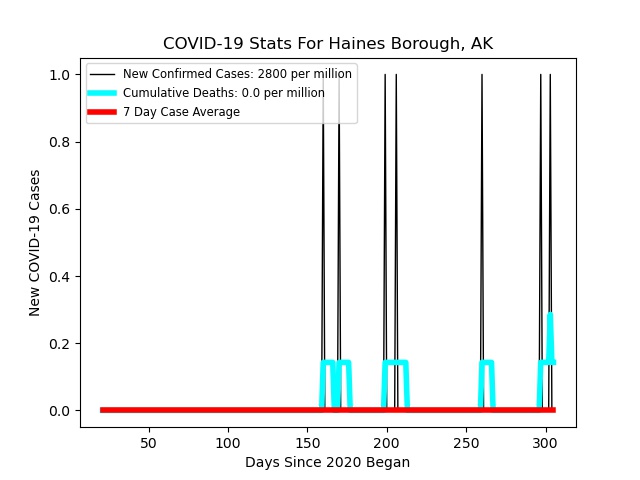 COVID-19 Stats For Haines Borough, AK
New Confirmed Cases: 2800 per million
Cumulative Deaths: 0.0 per million
7 Day Case Average
1.0
0.8
0.6
0.4
0.2
0.0
New COVID-19 Cases
50 100 150 200 250 300
Days Since 2020 Began